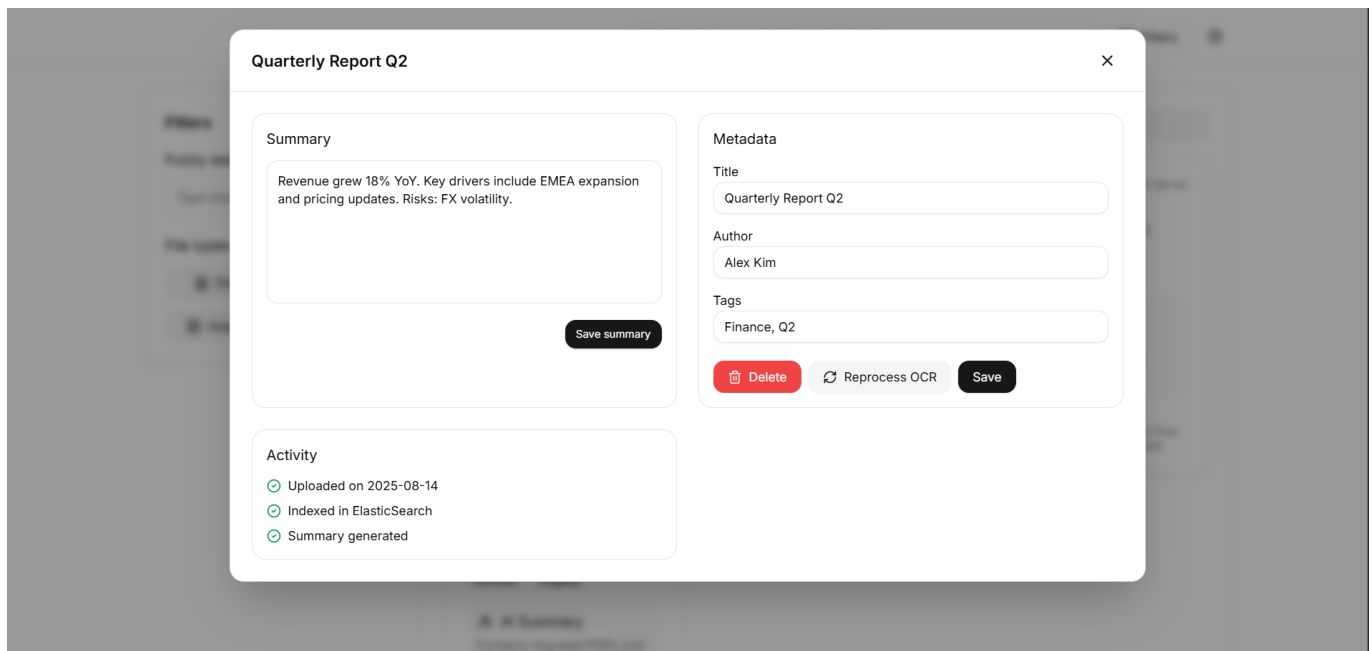 Quarterly Report Q2
Summary
Revenue grew 18% YoY. Key drivers include EMEA expansion
and pricing updates. Risks: FX volatility.
Save summary
Metadata
Title
Quarterly Report Q2
Author
Alex Kim
Tags
Finance, Q2
Delete
Reprocess OCR
Save
Activity
Uploaded on 2025-08-14
Indexed in ElasticSearch
Summary generated
Filters
File types
AI Summary